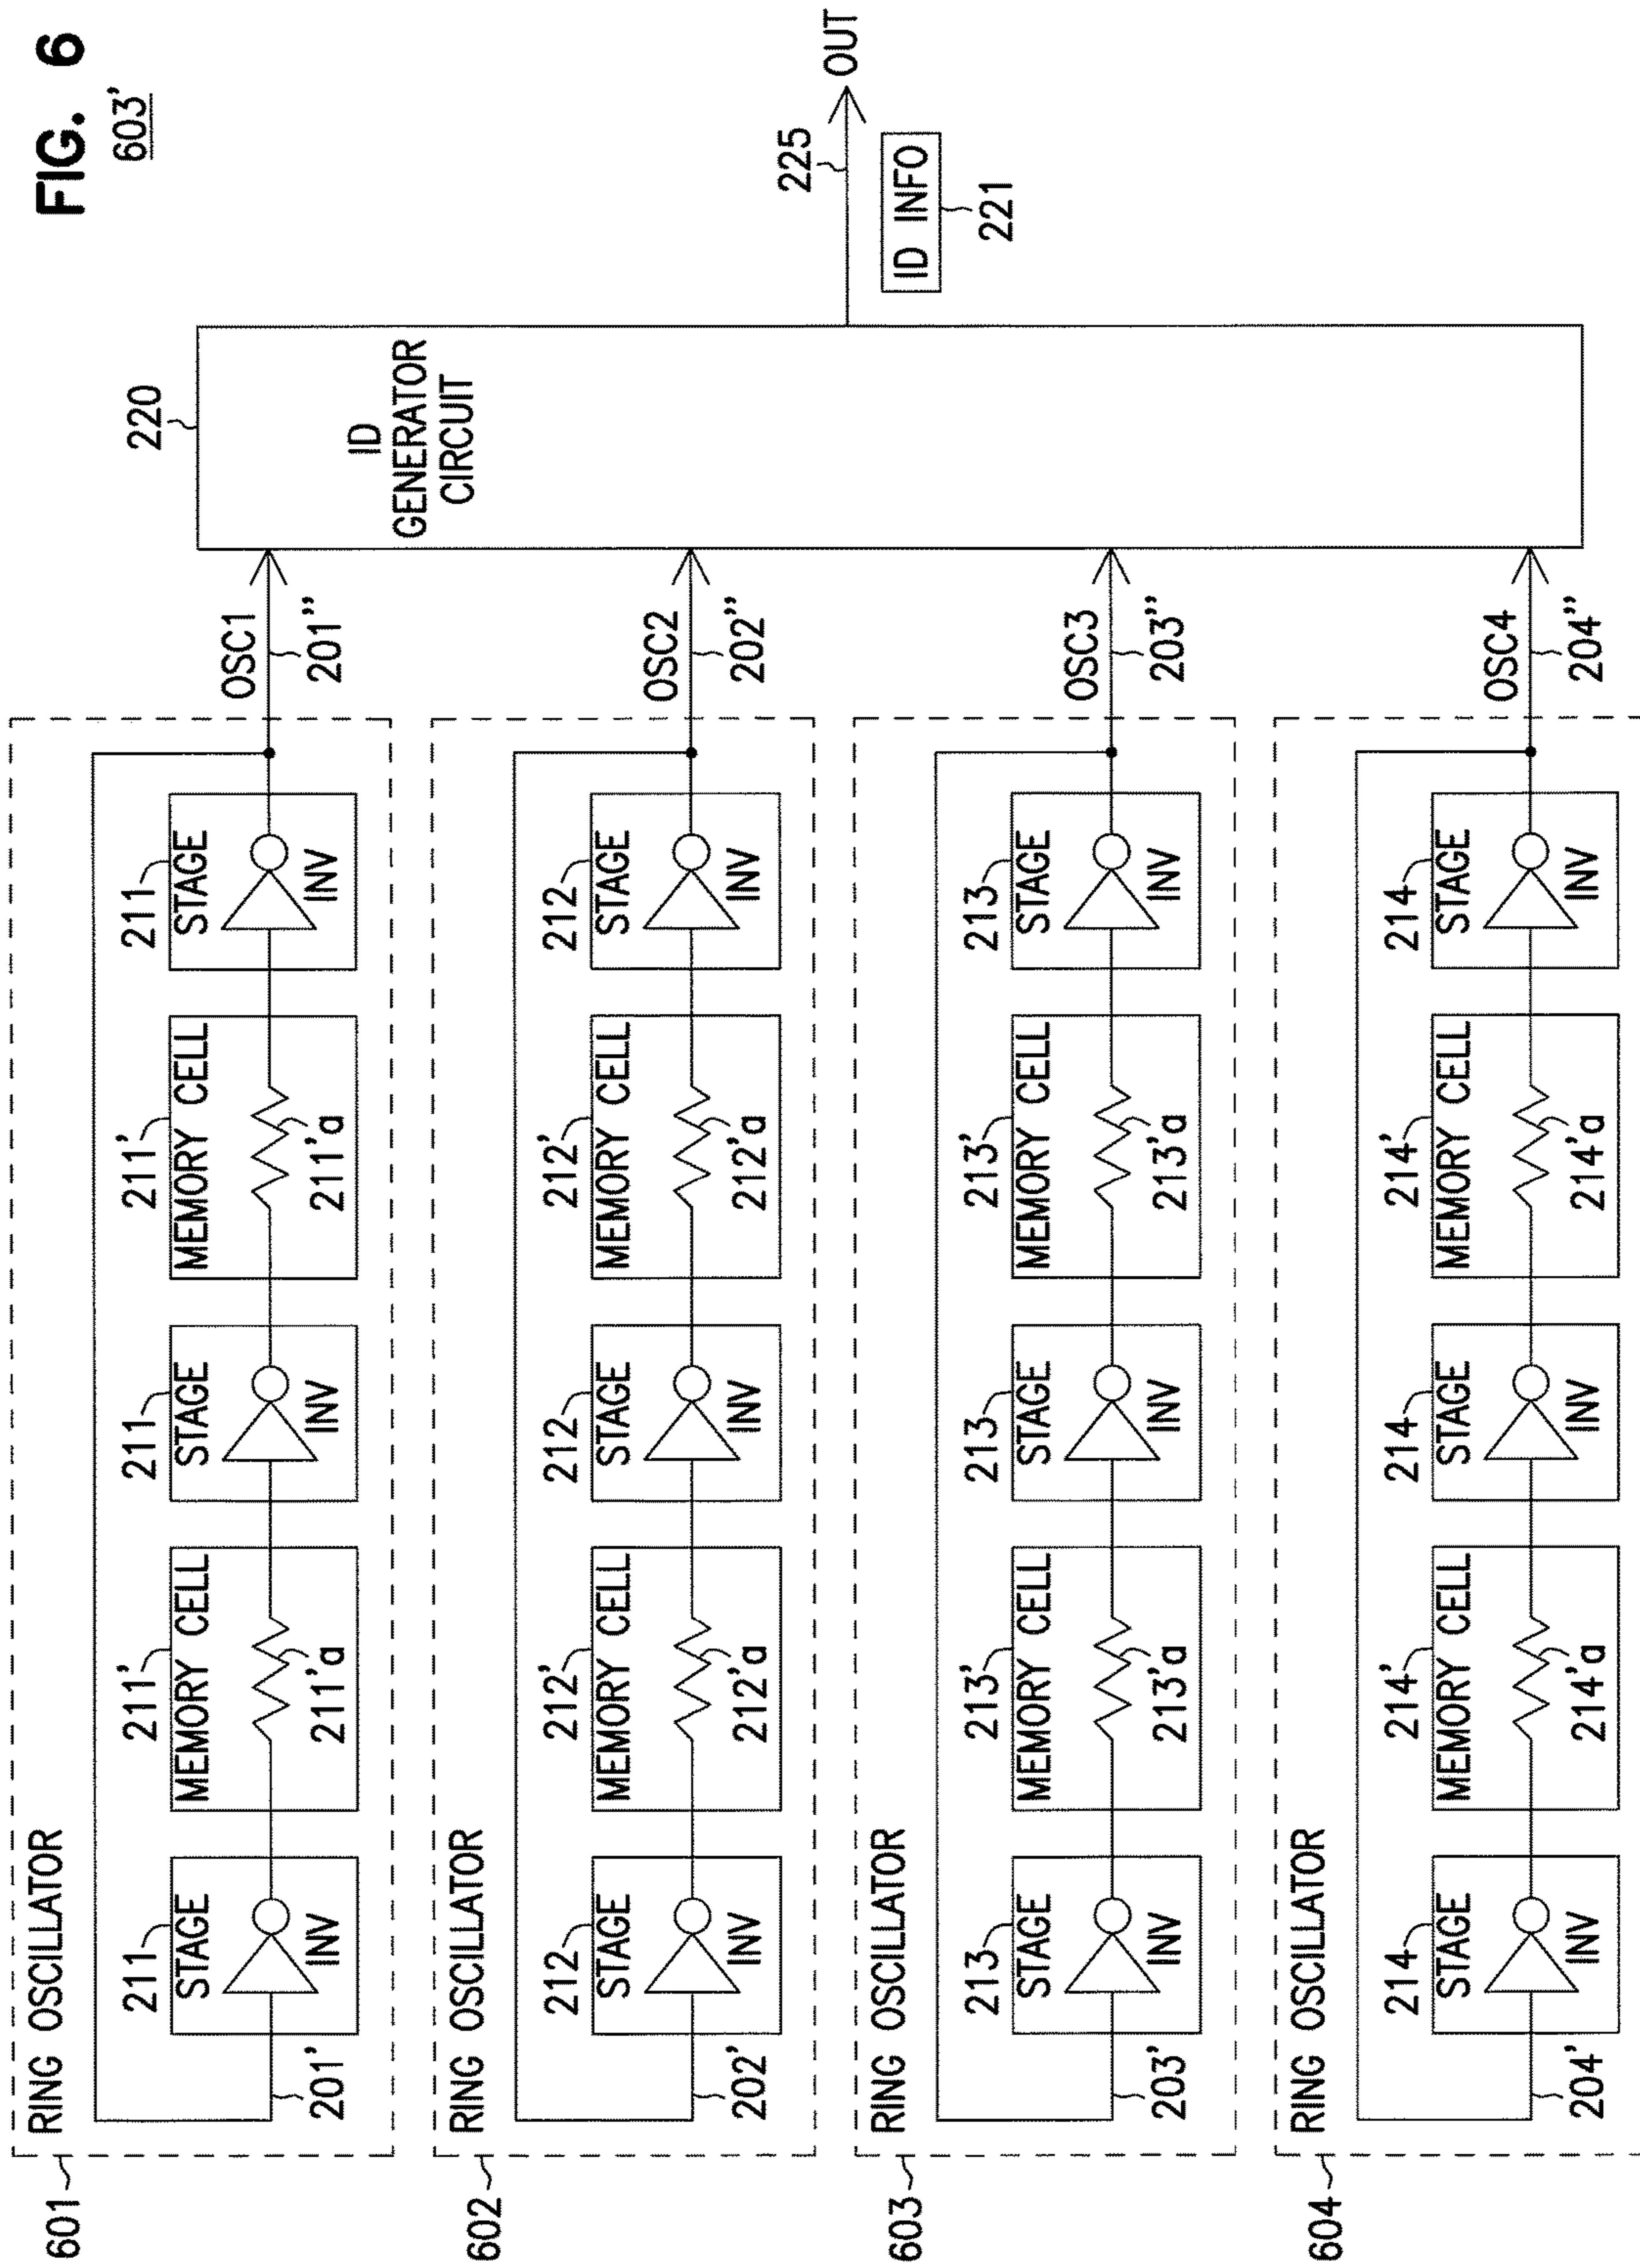 FIG. 6
603'
RING OSCILLATOR
601
211
STAGE
INV
211'
MEMORY CELL
211'a
211
STAGE
INV
211'
MEMORY CELL
211'a
211
STAGE
INV
201'
OSC1
201''
RING OSCILLATOR
602
212
STAGE
INV
212'
MEMORY CELL
212'a
212
STAGE
INV
212'
MEMORY CELL
212'a
212
STAGE
INV
202'
OSC2
202''
RING OSCILLATOR
603
213
STAGE
INV
213'
MEMORY CELL
213'a
213
STAGE
INV
213'
MEMORY CELL
213'a
213
STAGE
INV
203'
OSC3
203''
RING OSCILLATOR
604
214
STAGE
INV
214'
MEMORY CELL
214'a
214
STAGE
INV
214'
MEMORY CELL
214'a
214
STAGE
INV
204'
OSC4
204''
220
ID
GENERATOR
CIRCUIT
225
OUT
ID INFO
221